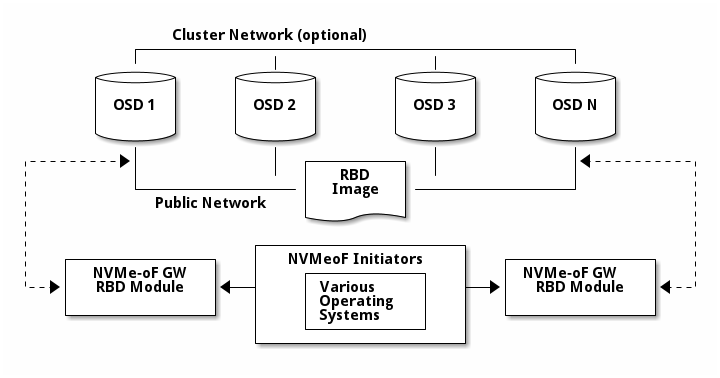 Cluster Network (optional)
OSD 1
OSD 2
OSD 3
OSD N
RBD
Image
Public Network
NVMe-oF GW
RBD Module
NVMeoF Initiators
Various
Operating
Systems
NVMe-oF GW
RBD Module